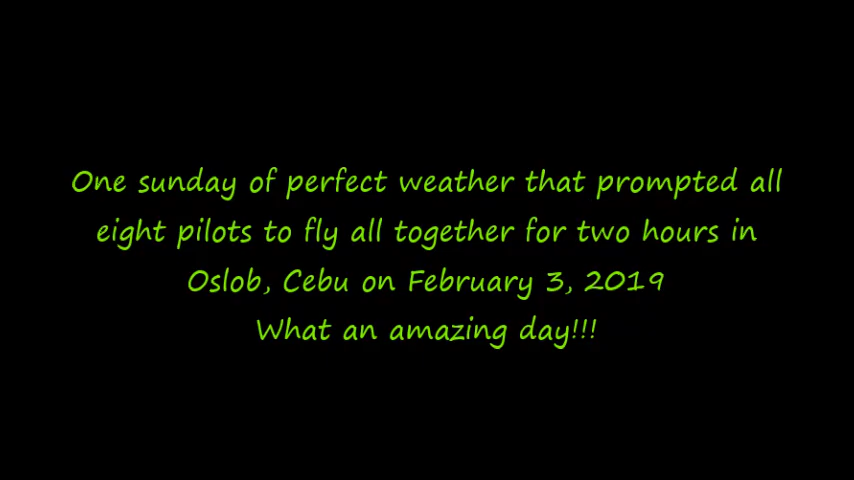 One sunday of perfect weather that prompted all
eight pilots to fly all together for two hours in
Oslob, Cebu on February 3, 2019
What an amazing day!!!